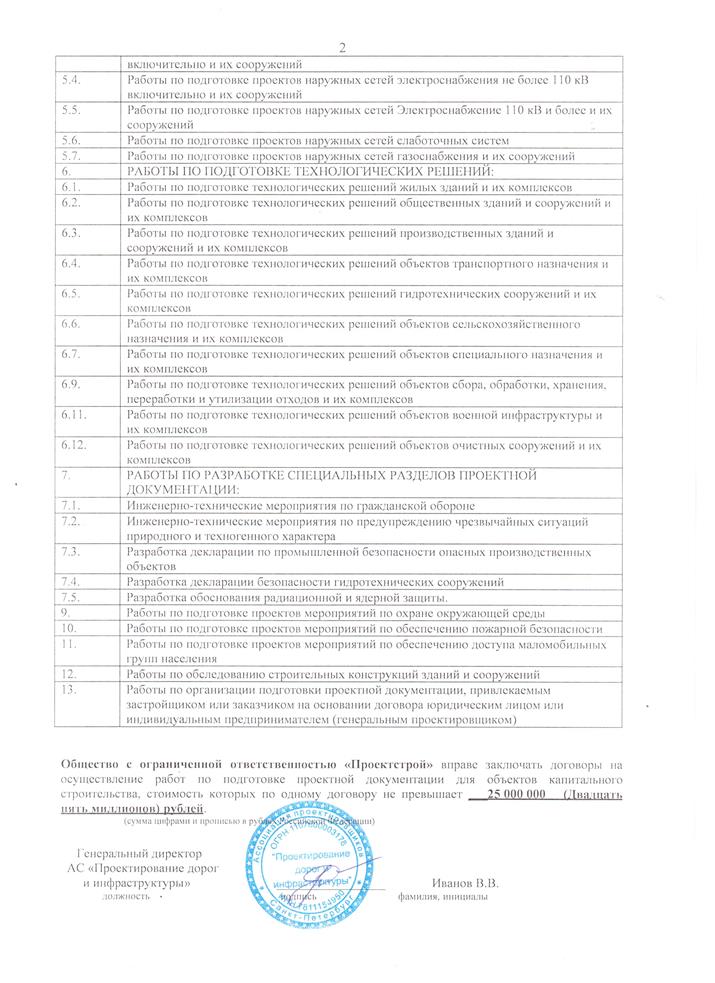 2
включительно и их сооружений
5.4. Работы по подготовке проектов наружных сетей электроснабжения не более 110 кВ
включительно и их сооружений
5.5. Работы по подготовке проектов наружных сетей Электроснабжение 110 кВ и более и их
сооружений
5.6. Работы по подготовке проектов наружных сетей слаботочных систем
5.7. Работы по подготовке проектов наружных сетей газоснабжения и их сооружений
6. РАБОТЫ ПО ПОДГОТОВКЕ ТЕХНОЛОГИЧЕСКИХ РЕШЕНИЙ:
6.1. Работы по подготовке технологических решений жилых зданий и их комплексов
6.2. Работы по подготовке технологических решений общественных зданий и сооружений и
их комплексов
6.3. Работы по подготовке технологических решений производственных зданий и
сооружений и их комплексов
6.4. Работы по подготовке технологических решений объектов транспортного назначения и
их комплексов
6.5. Работы по подготовке технологических решений гидротехнических сооружений и их
комплексов
6.6. Работы по подготовке технологических решений объектов сельскохозяйственного
назначения и их комплексов
6.7. Работы по подготовке технологических решений объектов специального назначения и
их комплексов
6.9. Работы по подготовке технологических решений объектов сбора, обработки, хранения,
переработки и утилизации отходов и их комплексов
6.11. Работы по подготовке технологических решений объектов военной инфраструктуры и
их комплексов
6.12. Работы по подготовке технологических решений объектов очистных сооружений и их
комплексов
7. РАБОТЫ ПО РАЗРАБОТКЕ СПЕЦИАЛЬНЫХ РАЗДЕЛОВ ПРОЕКТНОЙ
ДОКУМЕНТАЦИИ:
7.1. Инженерно-технические мероприятия по гражданской обороне
7.2. Инженерно-технические мероприятия по предупреждению чрезвычайных ситуаций
природного и техногенного характера
7.3. Разработка декларации по промышленной безопасности опасных производственных
объектов
7.4. Разработка декларации безопасности гидротехнических сооружений
7.5. Разработка обоснования радиационной и ядерной защиты.
9. Работы по подготовке проектов мероприятий по охране окружающей среды
10. Работы по подготовке проектов мероприятий по обеспечению пожарной безопасности
11. Работы по подготовке проектов мероприятий по обеспечению доступа маломобильных
групп населения
12. Работы по обследованию строительных конструкций зданий и сооружений
13. Работы по организации подготовки проектной документации, привлекаемым
застройщиком или заказчиком на основании договора юридическим лицом или
индивидуальным предпринимателем (генеральным проектировщиком)
Общество с ограниченной ответственностью «Проектстрой» вправе заключать договоры на
осуществление работ по подготовке проектной документации для объектов капитального
строительства, стоимость которых по одному договору не превышает 25 000 000 (Двадцать
пять миллионов) рублей.
(сумма цифрами и прописью в рублях Российской Федерации)
Генеральный директор
АС «Проектирование дорог
и инфраструктуры» Иванов В.В.
должность подпись фамилия, инициалы
Ассоциация проектировщиков
"Проектирование
дорог и
инфраструктуры"
Санкт-Петербург